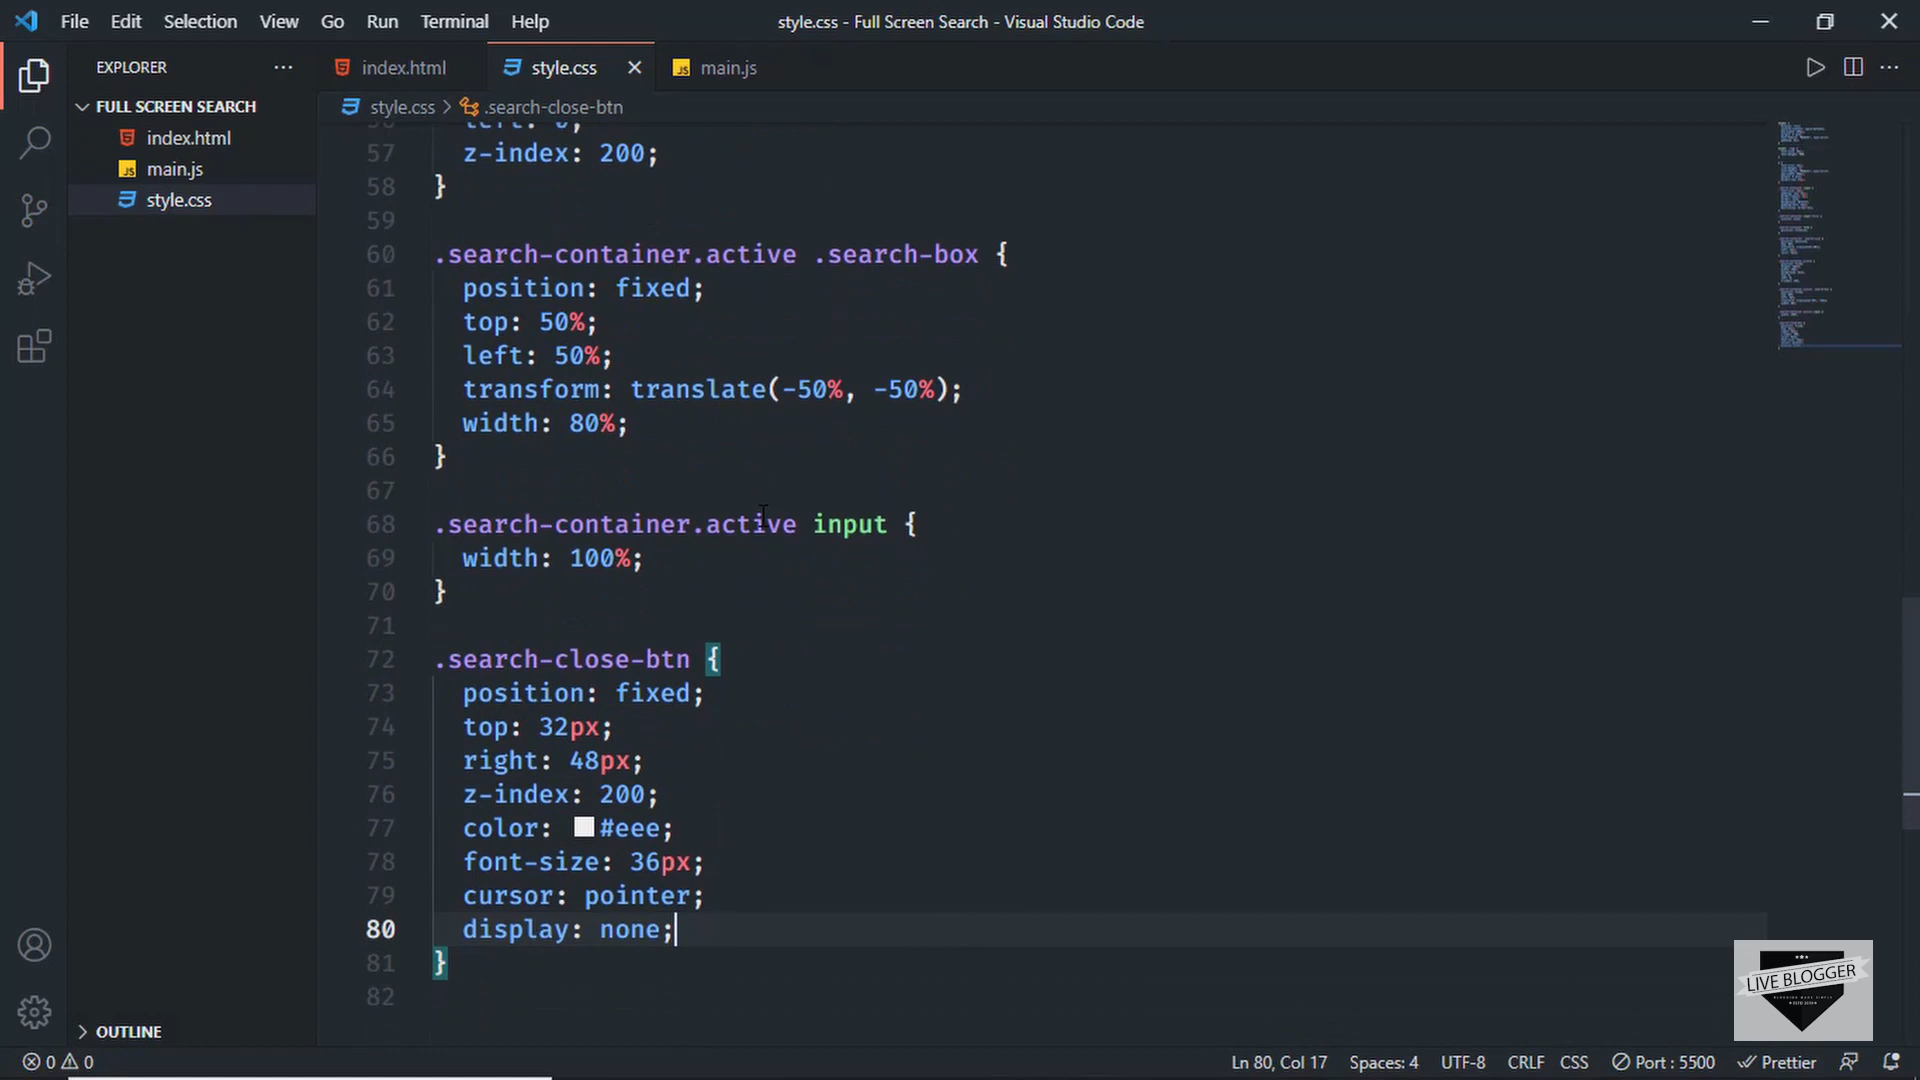 File Edit Selection View Go Run Terminal Help
style.css - Full Screen Search - Visual Studio Code
EXPLORER
FULL SCREEN SEARCH
index.html
main.js
style.css
OUTLINE
index.html style.css main.js
style.css > .search-close-btn
57 z-index: 200;
58 }
59
60 .search-container.active .search-box {
61 position: fixed;
62 top: 50%;
63 left: 50%;
64 transform: translate(-50%, -50%);
65 width: 80%;
66 }
67
68 .search-container.active input {
69 width: 100%;
70 }
71
72 .search-close-btn {
73 position: fixed;
74 top: 32px;
75 right: 48px;
76 z-index: 200;
77 color: #eee;
78 font-size: 36px;
79 cursor: pointer;
80 display: none;
81 }
82
LIVE BLOGGER
0 0
Ln 80, Col 17 Spaces: 4 UTF-8 CRLF CSS Port : 5500 Prettier